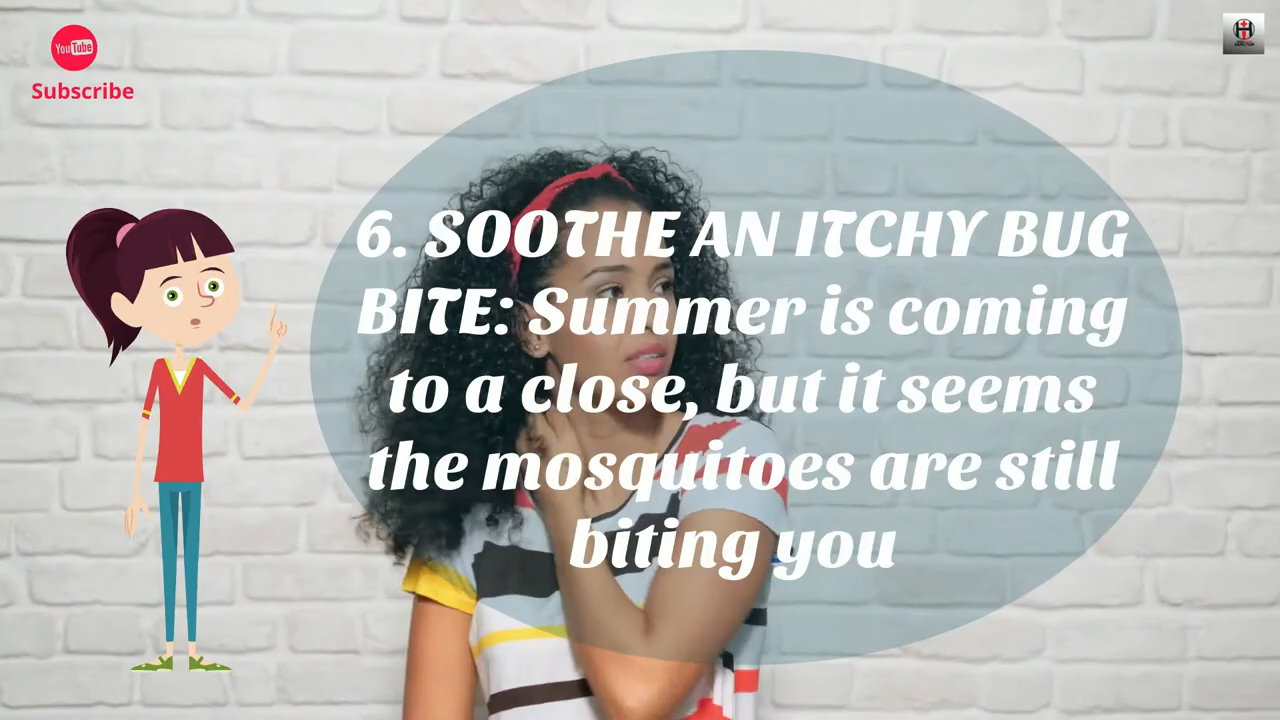 YouTube
Subscribe
6. SOOTHE AN ITCHY BUG
BITE: Summer is coming
to a close, but it seems
the mosquitoes are still
biting you